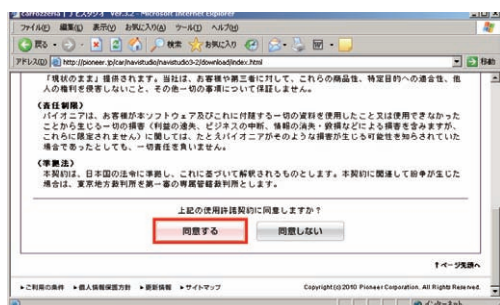 carrozzeria | ナビスタジオ Ver.3.2 - Microsoft Internet Explorer
ファイル(F) 編集(E) 表示(V) お気に入り(A) ツール(T) ヘルプ(H)
戻る 検索 お気に入り
アドレス(D) http://pioneer.jp/car/navistudio/navistudio3-2/download/index.html 移動
「現状のまま」提供されます。当社は、お客様や第三者に対して、これらの商品性、特定目的への適合性、他
人の権利を侵害しないこと、その他一切の事項について保証しません。
(責任制限)
パイオニアは、お客様が本ソフトウェア及びこれに付随する一切の資料を使用したこと又は使用できなかった
ことから生じる一切の損害(利益の逸失、ビジネスの中断、情報の消失・毀損などによる損害を含みますが、
これらに限定されません)に関しては、たとえパイオニアがそのような損害が生じる可能性を知らされていた
場合であったとしても、一切責任を負いません。
(準拠法)
本契約は、日本国の法令に準拠し、これに基づいて解釈されるものとします。本契約に関連して紛争が生じた
場合は、東京地方裁判所を第一審の専属管轄裁判所とします。
上記の使用許諾契約に同意しますか?
同意する 同意しない
↑ページ先頭へ
▶ご利用の条件 ▶個人情報保護方針 ▶更新情報 ▶サイトマップ Copyright(c)2010 Pioneer Corporation. All Rights Reserved.
インターネット